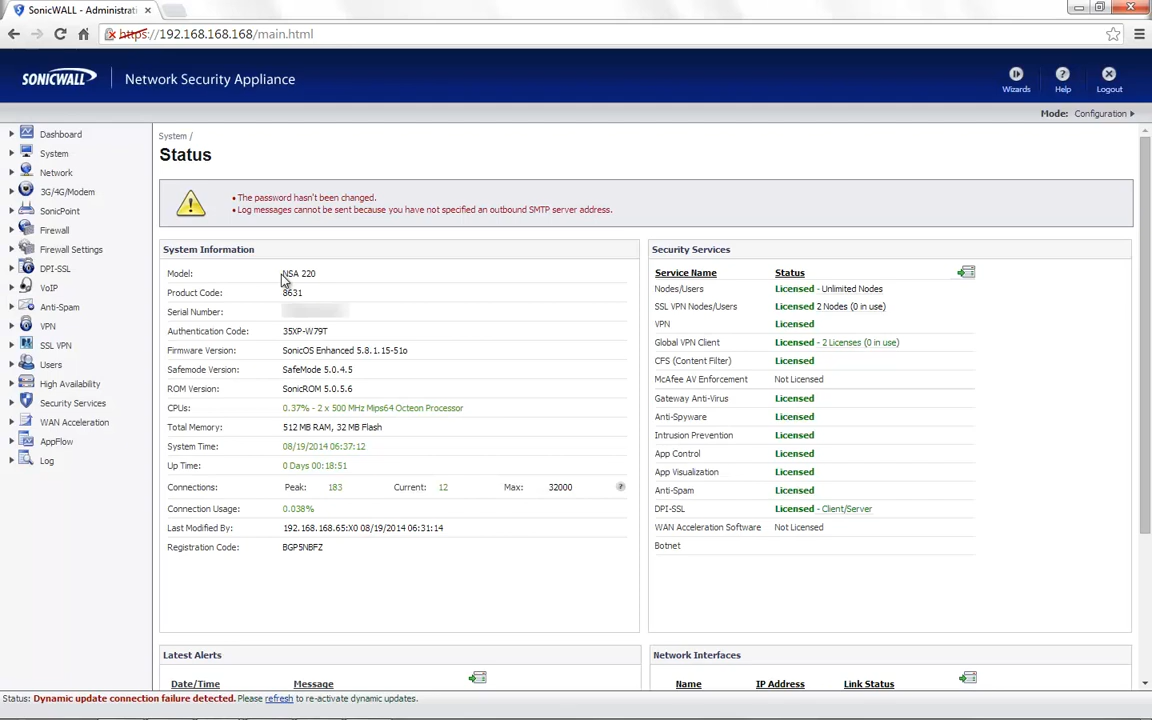 SonicWALL - Administrati
https://192.168.168.168/main.html
SONICWALL Network Security Appliance
Wizards Help Logout
Mode: Configuration
Dashboard
System
Network
3G/4G/Modem
SonicPoint
Firewall
Firewall Settings
DPI-SSL
VoIP
Anti-Spam
VPN
SSL VPN
Users
High Availability
Security Services
WAN Acceleration
AppFlow
Log
System /
Status
• The password hasn't been changed.
• Log messages cannot be sent because you have not specified an outbound SMTP server address.
System Information
Model: NSA 220
Product Code: 8631
Serial Number:
Authentication Code: 35XP-W79T
Firmware Version: SonicOS Enhanced 5.8.1.15-51o
Safemode Version: SafeMode 5.0.4.5
ROM Version: SonicROM 5.0.5.6
CPUs: 0.37% - 2 x 500 MHz Mips64 Octeon Processor
Total Memory: 512 MB RAM, 32 MB Flash
System Time: 08/19/2014 06:37:12
Up Time: 0 Days 00:18:51
Connections: Peak: 183 Current: 12 Max: 32000 ?
Connection Usage: 0.038%
Last Modified By: 192.168.168.65:X0 08/19/2014 06:31:14
Registration Code: BGP5NBFZ
Security Services
Service Name Status
Nodes/Users Licensed - Unlimited Nodes
SSL VPN Nodes/Users Licensed 2 Nodes (0 in use)
VPN Licensed
Global VPN Client Licensed - 2 Licenses (0 in use)
CFS (Content Filter) Licensed
McAfee AV Enforcement Not Licensed
Gateway Anti-Virus Licensed
Anti-Spyware Licensed
Intrusion Prevention Licensed
App Control Licensed
App Visualization Licensed
Anti-Spam Licensed
DPI-SSL Licensed - Client/Server
WAN Acceleration Software Not Licensed
Botnet
Latest Alerts
Date/Time Message
Network Interfaces
Name IP Address Link Status
Status: Dynamic update connection failure detected. Please refresh to re-activate dynamic updates.